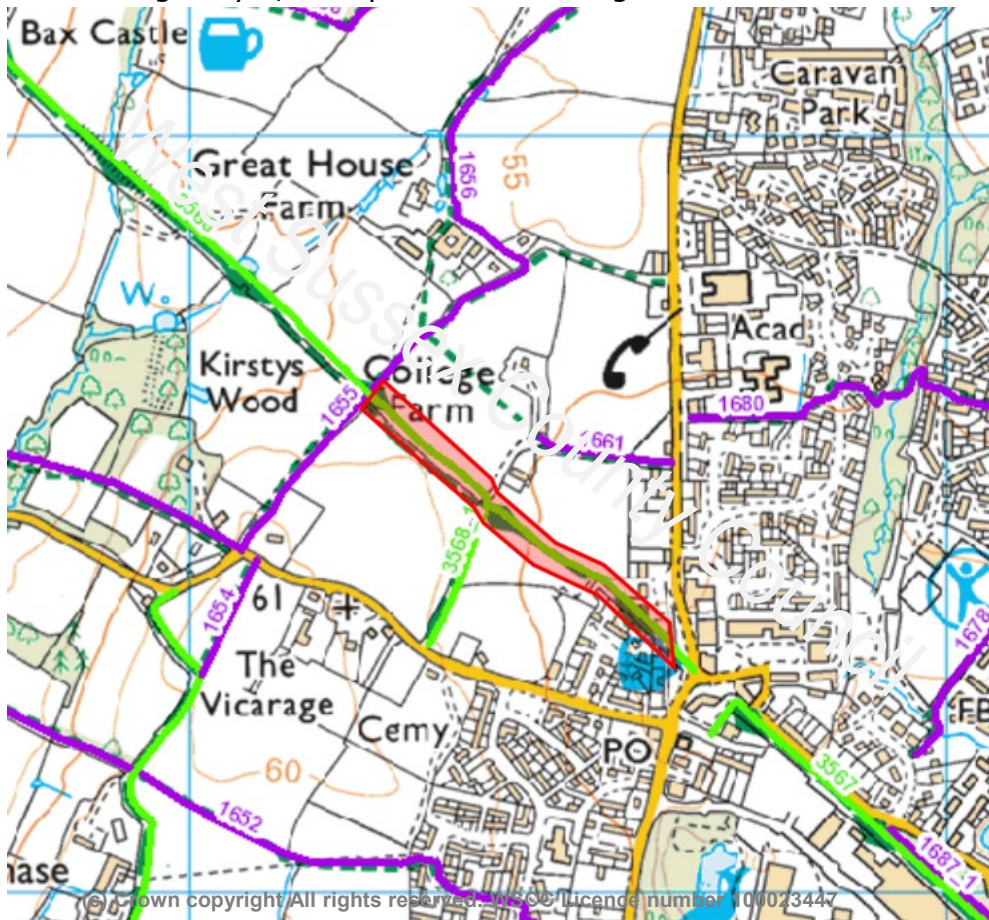 Bax Castle
Caravan
Park
Great House
Farm
1656
55
3568
W.
Acad
Kirstys
Wood
College
Farm
1655
1680
1661
3568_1
61
1654
The
Vicarage
Cemy
1678
FB
PO
P
60
3567
1652
1687_1
hase
West Sussex County Council
(c) Crown copyright All rights reserved. WSCC Licence number 100023447